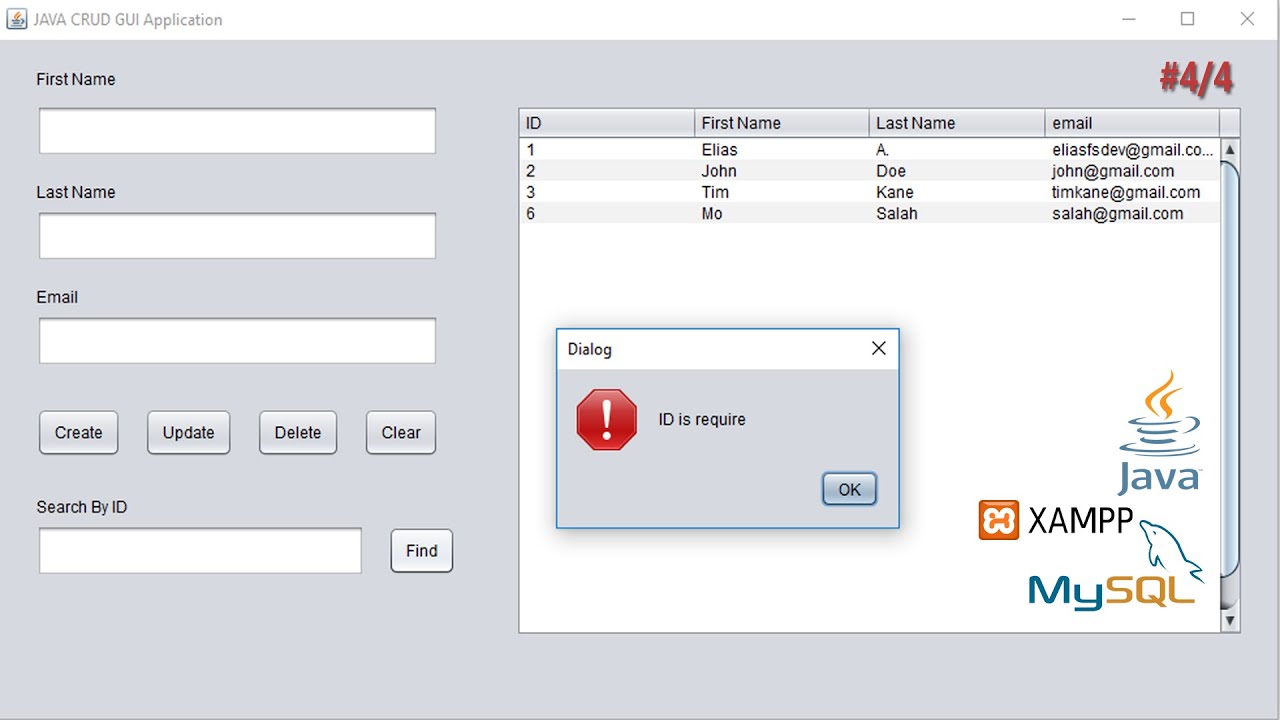 JAVA CRUD GUI Application
#4/4
First Name
Last Name
Email
Create Update Delete Clear
Search By ID
Find
ID First Name Last Name email
1 Elias A. eliasfsdev@gmail.co...
2 John Doe john@gmail.com
3 Tim Kane timkane@gmail.com
6 Mo Salah salah@gmail.com
Dialog
ID is require
OK
Java™
XAMPP
MySQL